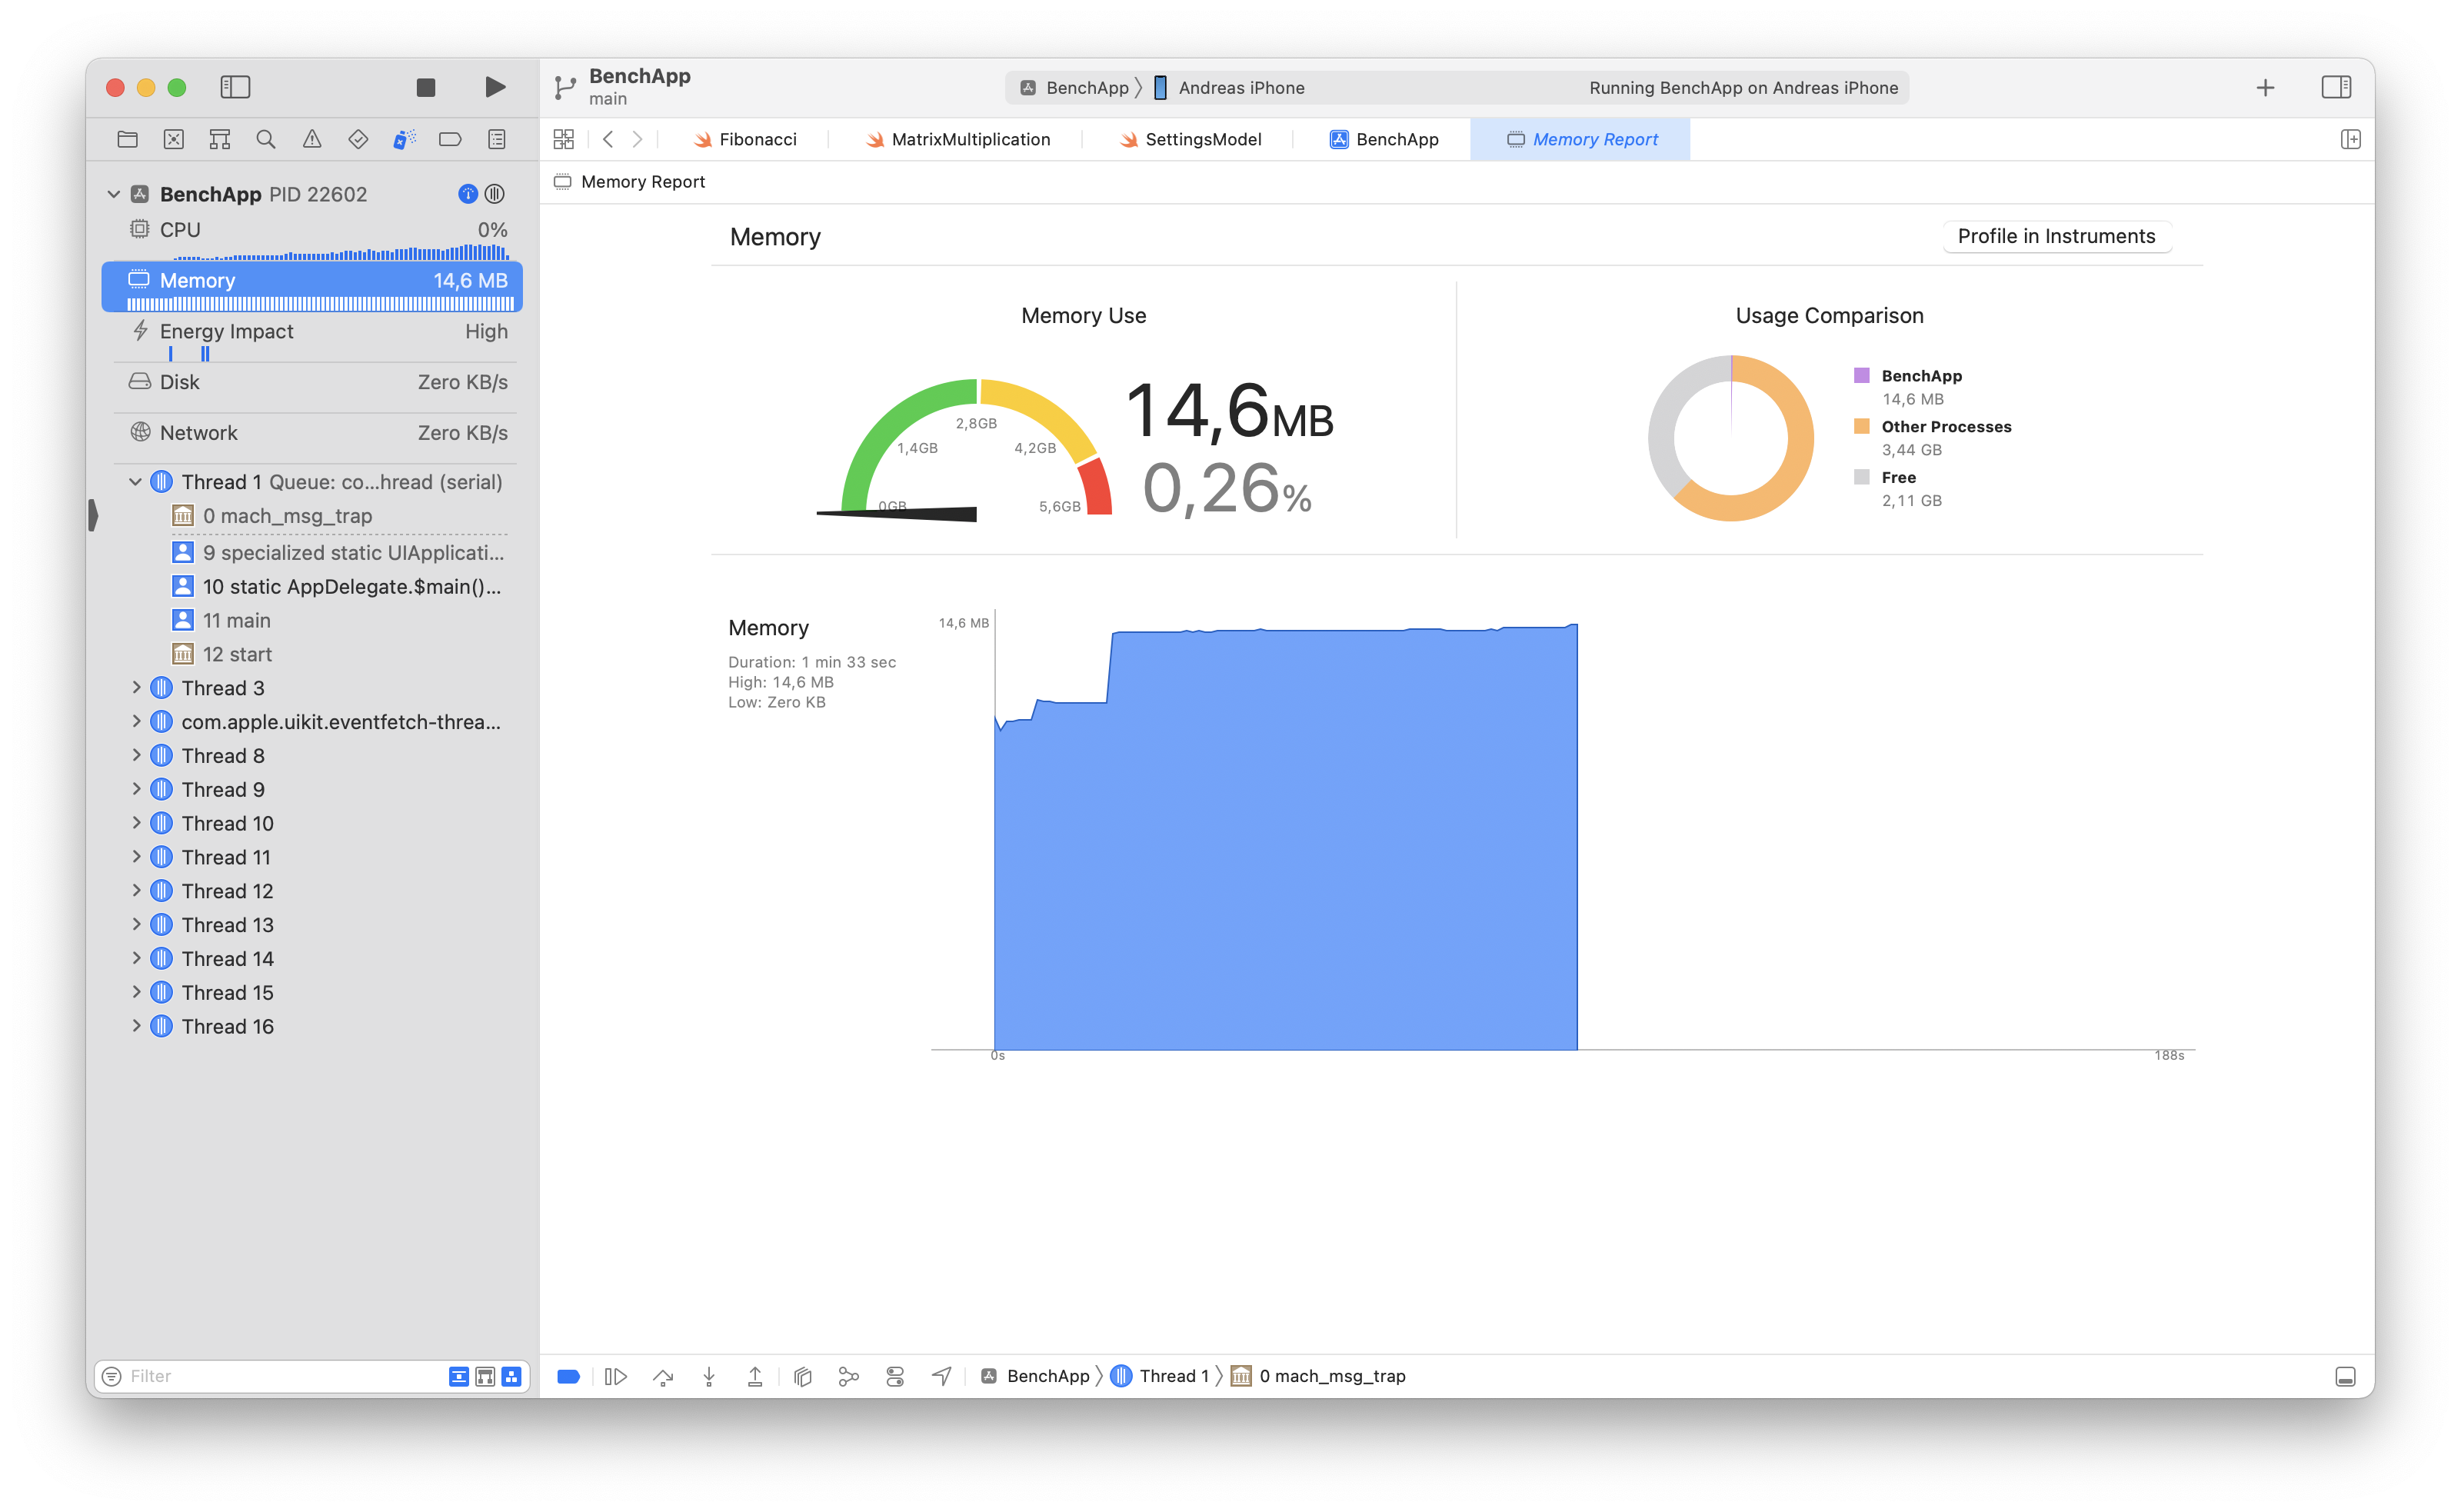 BenchApp
main
BenchApp 〉 Andreas iPhone
Running BenchApp on Andreas iPhone
Fibonacci
MatrixMultiplication
SettingsModel
BenchApp
Memory Report
Memory Report
BenchApp PID 22602
CPU 0%
Memory 14,6 MB
Energy Impact High
Disk Zero KB/s
Network Zero KB/s
Thread 1 Queue: co...hread (serial)
0 mach_msg_trap
9 specialized static UIApplicati...
10 static AppDelegate.$main()...
11 main
12 start
Thread 3
com.apple.uikit.eventfetch-threa...
Thread 8
Thread 9
Thread 10
Thread 11
Thread 12
Thread 13
Thread 14
Thread 15
Thread 16
Filter
Memory
Profile in Instruments
Memory Use
0GB
1,4GB
2,8GB
4,2GB
5,6GB
14,6MB
0,26%
Usage Comparison
BenchApp
14,6 MB
Other Processes
3,44 GB
Free
2,11 GB
Memory
Duration: 1 min 33 sec
High: 14,6 MB
Low: Zero KB
14,6 MB
0s
188s
BenchApp 〉 Thread 1 〉 0 mach_msg_trap